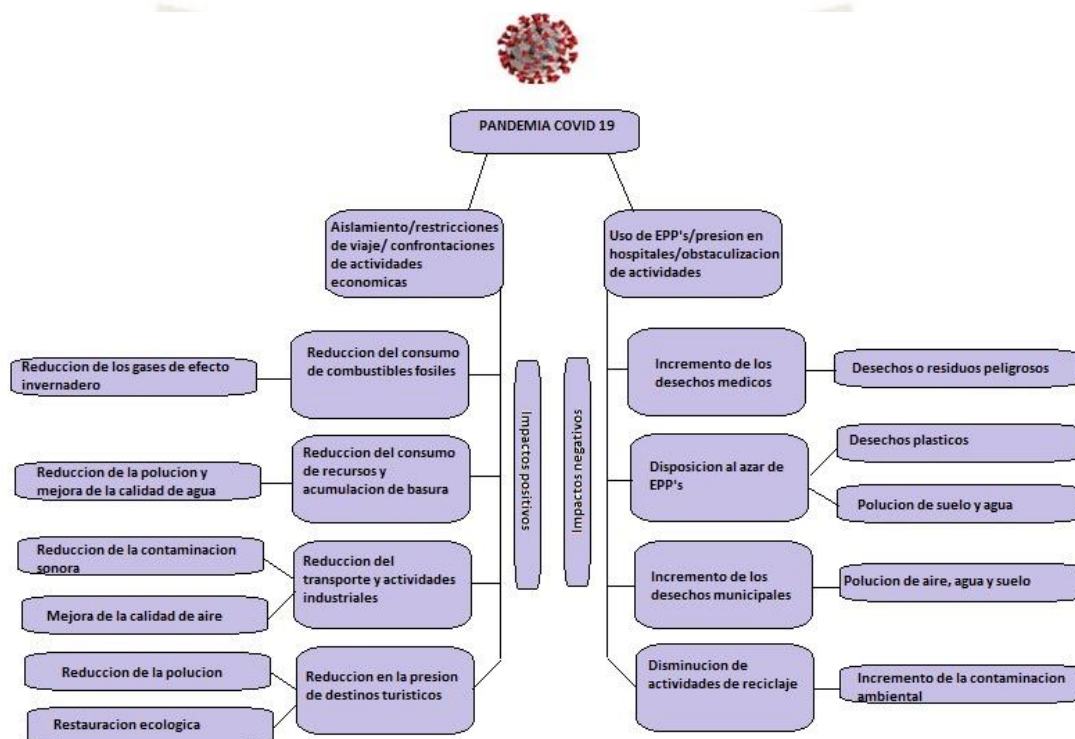 PANDEMIA COVID 19
Aislamiento/restricciones
de viaje/ confrontaciones
de actividades
economicas
Uso de EPP's/presion en
hospitales/obstaculizacion
de actividades
Impactos positivos
Impactos negativos
Reduccion del consumo
de combustibles fosiles
Reduccion de los gases de efecto
invernadero
Reduccion del consumo
de recursos y
acumulacion de basura
Reduccion de la polucion y
mejora de la calidad de agua
Reduccion del
transporte y actividades
industriales
Reduccion de la contaminacion
sonora
Mejora de la calidad de aire
Reduccion en la presion
de destinos turisticos
Reduccion de la polucion
Restauracion ecologica
Incremento de los
desechos medicos
Desechos o residuos peligrosos
Disposicion al azar de
EPP's
Desechos plasticos
Polucion de suelo y agua
Incremento de los
desechos municipales
Polucion de aire, agua y suelo
Disminucion de
actividades de reciclaje
Incremento de la contaminacion
ambiental